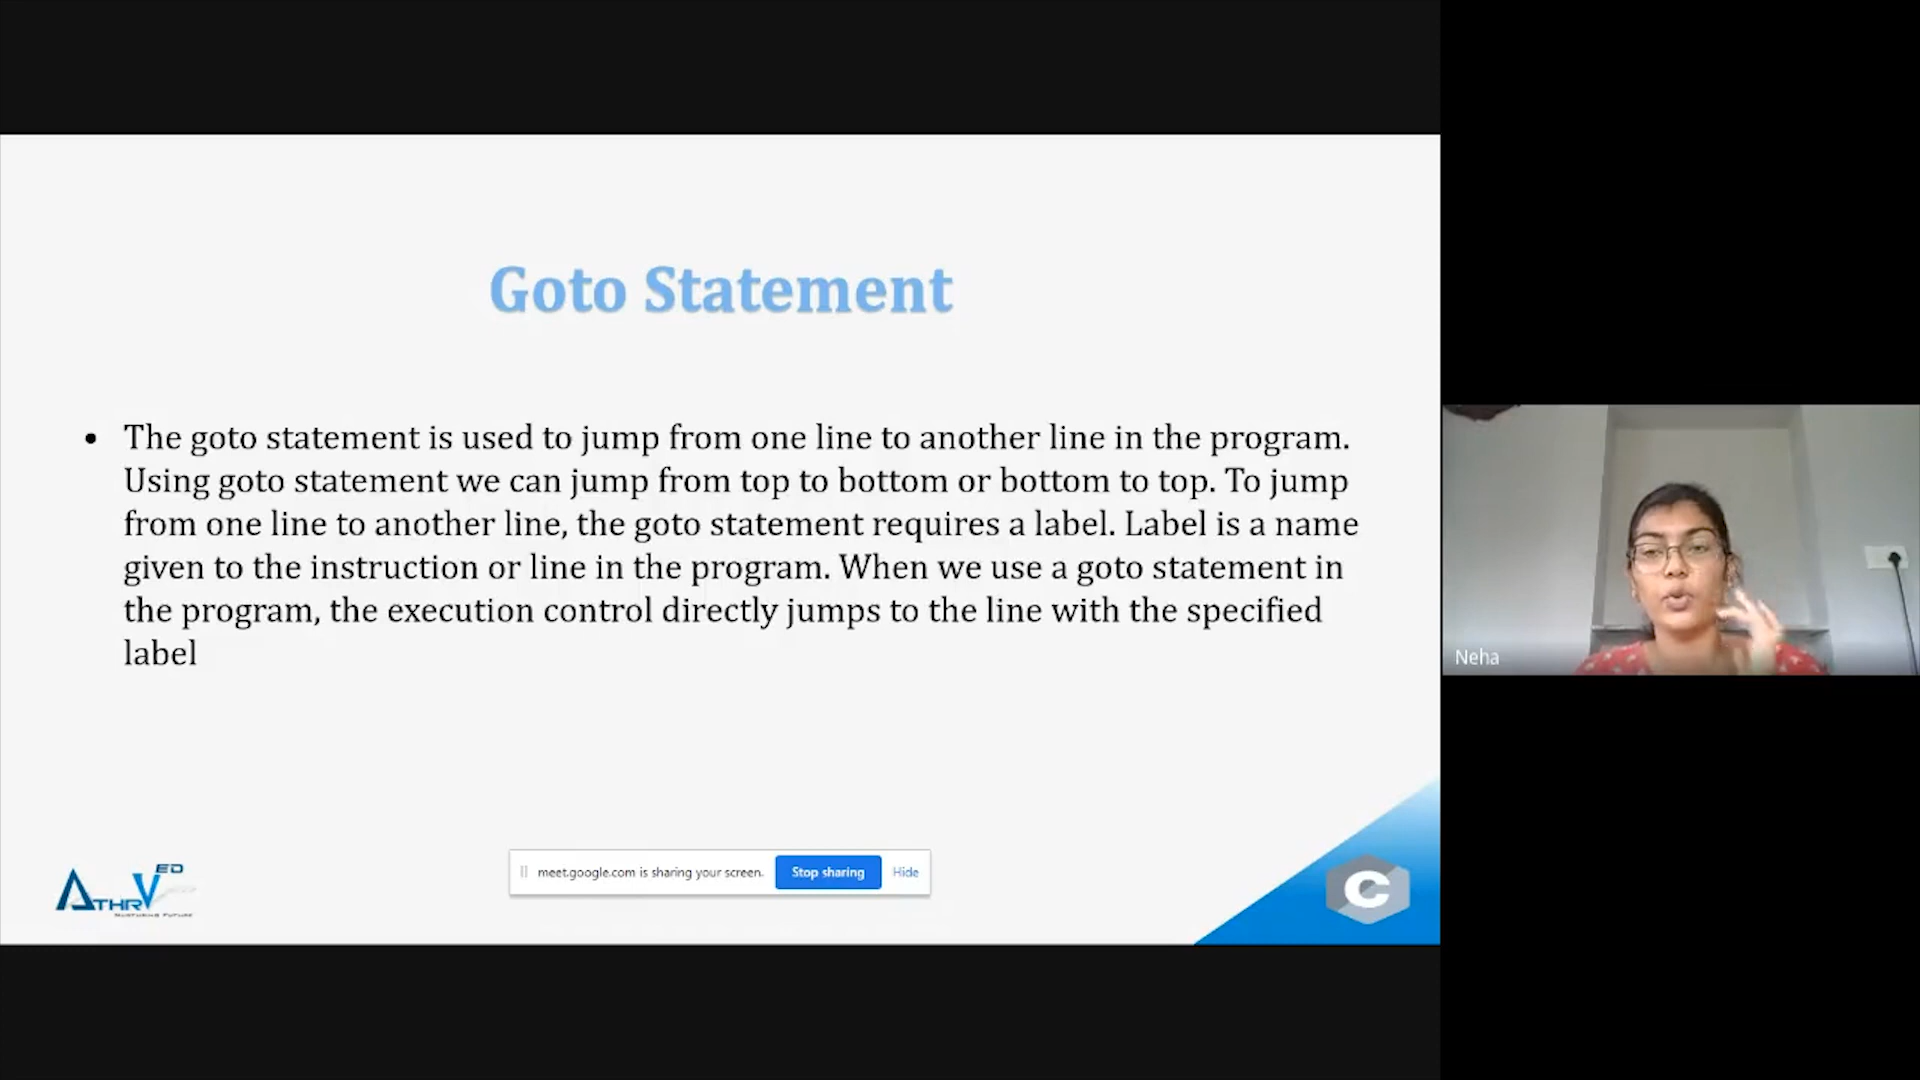 Goto Statement
• The goto statement is used to jump from one line to another line in the program.
Using goto statement we can jump from top to bottom or bottom to top. To jump
from one line to another line, the goto statement requires a label. Label is a name
given to the instruction or line in the program. When we use a goto statement in
the program, the execution control directly jumps to the line with the specified
label
Neha
ATHRVED
NURTURING FUTURE
meet.google.com is sharing your screen. Stop sharing Hide
C